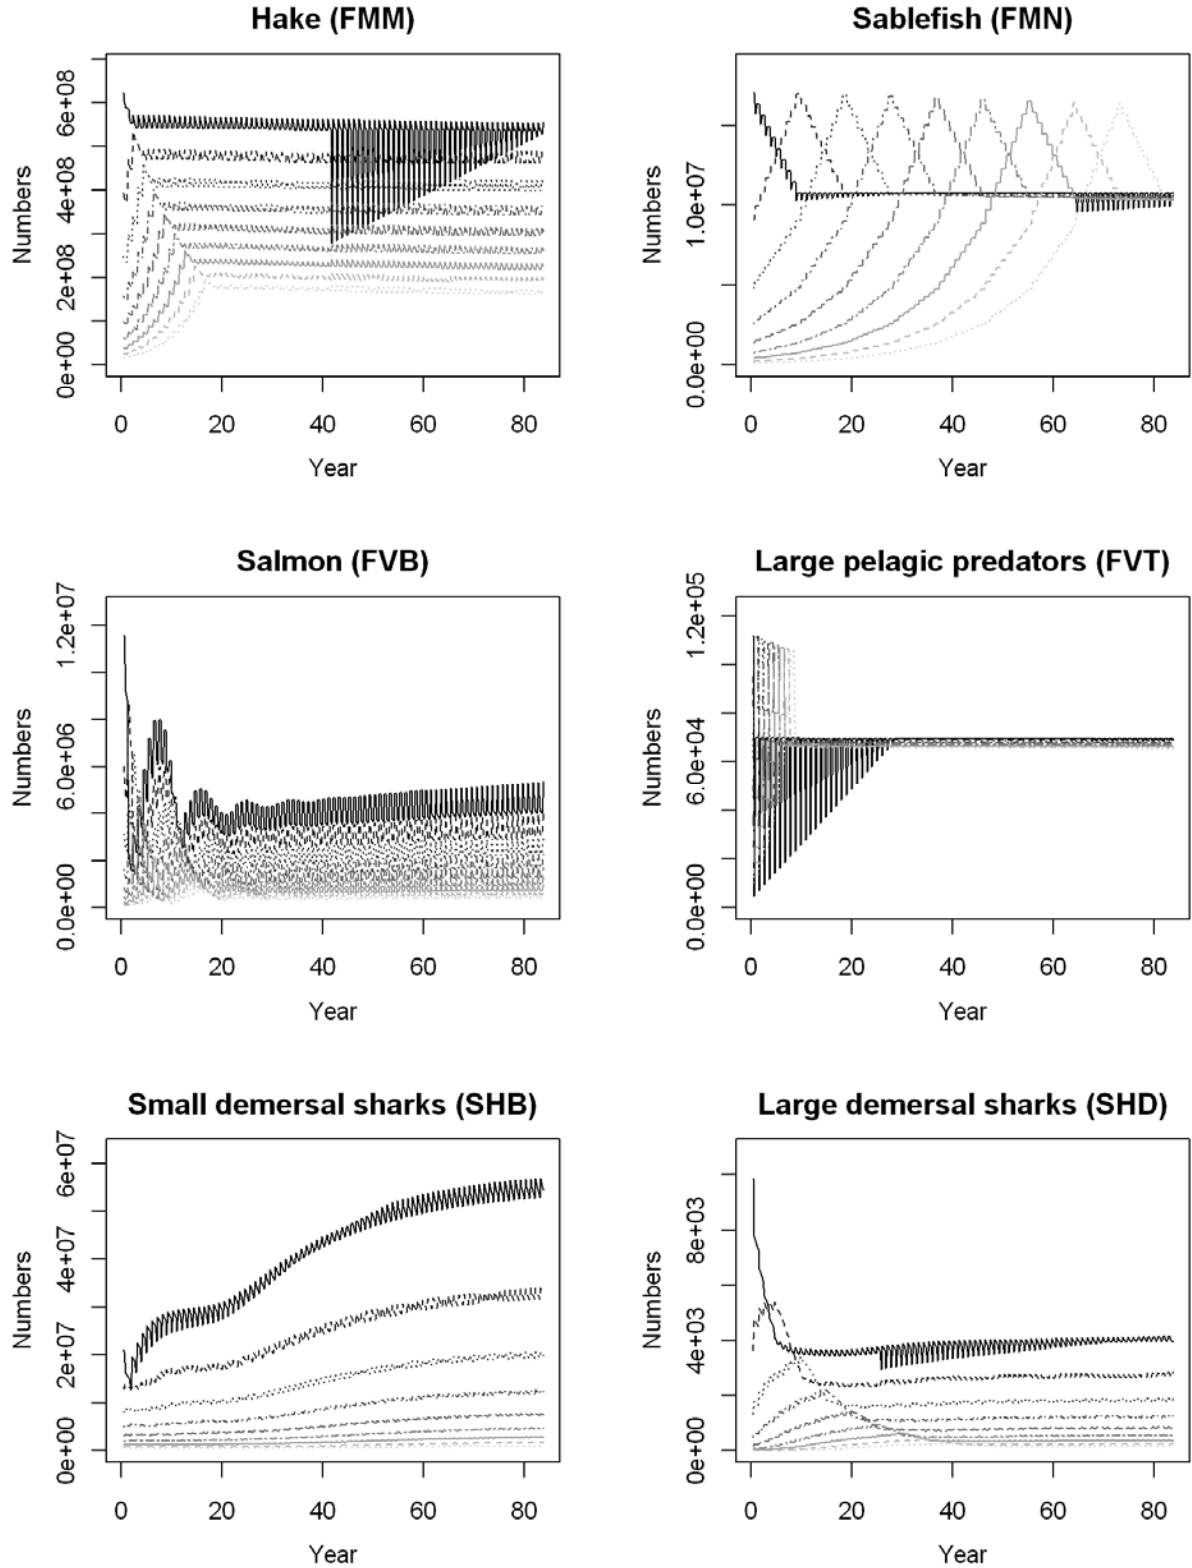 Hake (FMM)
Numbers
0e+00 2e+08 4e+08 6e+08
0 20 40 60 80
Year
Sablefish (FMN)
Numbers
0.0e+00 1.0e+07
0 20 40 60 80
Year
Salmon (FVB)
Numbers
0.0e+00 6.0e+06 1.2e+07
0 20 40 60 80
Year
Large pelagic predators (FVT)
Numbers
0.0e+00 6.0e+04 1.2e+05
0 20 40 60 80
Year
Small demersal sharks (SHB)
Numbers
0e+00 2e+07 4e+07 6e+07
0 20 40 60 80
Year
Large demersal sharks (SHD)
Numbers
0e+00 4e+03 8e+03
0 20 40 60 80
Year